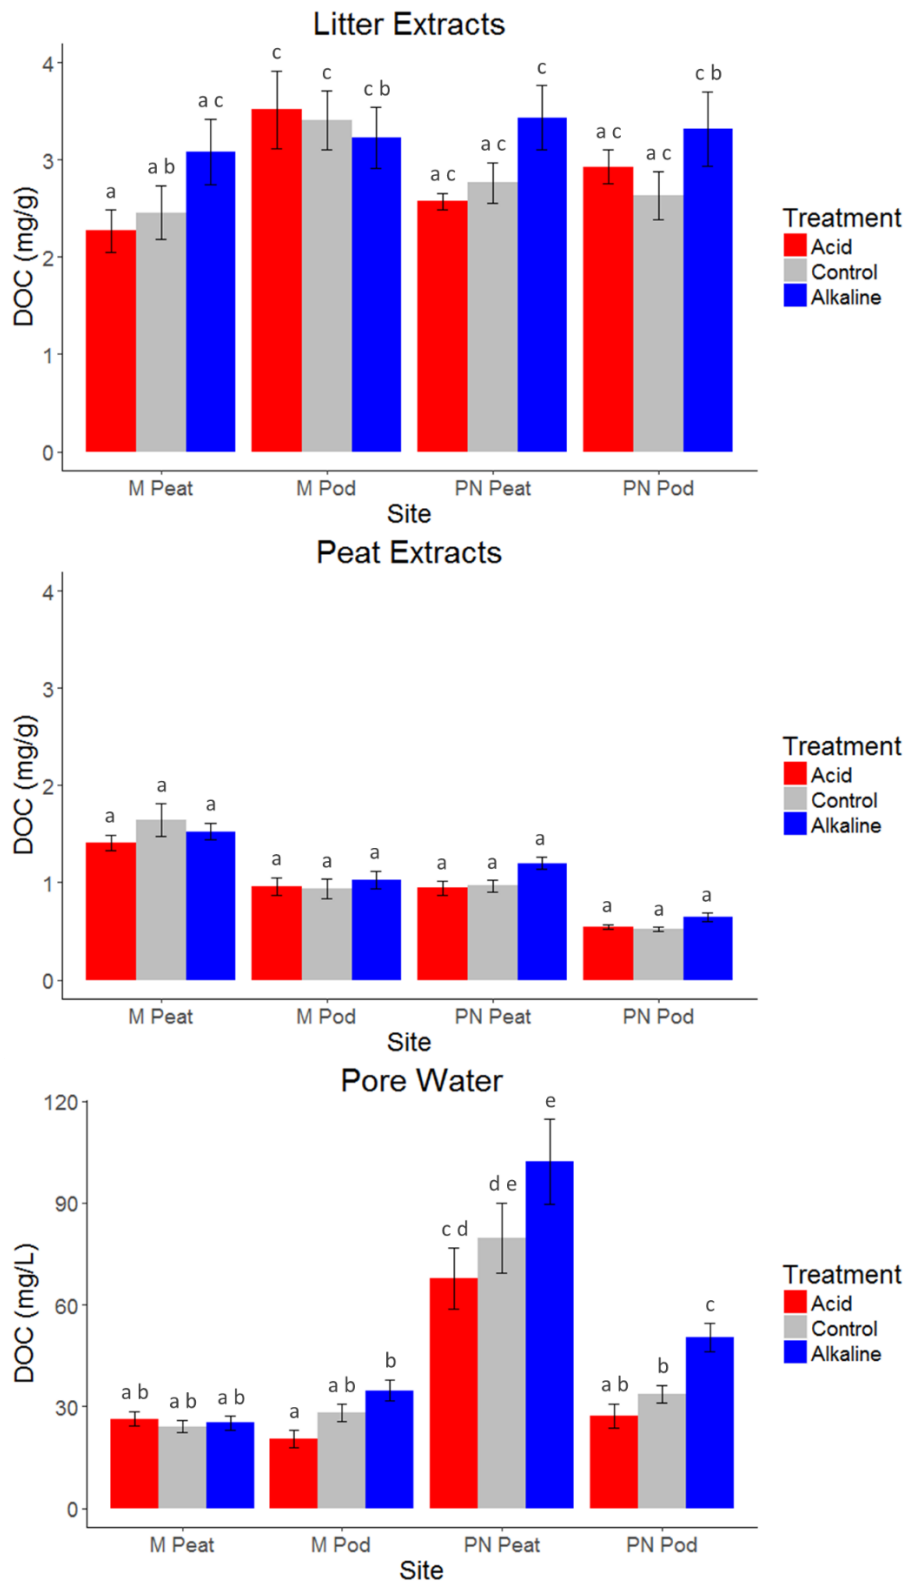 Litter Extracts
c
c
c
c b
a c
c b
a c
a c
a c
a c
a b
a
4
3
2
1
0
DOC (mg/g)
M Peat
M Pod
PN Peat
PN Pod
Site
Treatment
Acid
Control
Alkaline
Peat Extracts
a
a
a
a
a
a
a
a
a
a
a
a
4
3
2
1
0
DOC (mg/g)
M Peat
M Pod
PN Peat
PN Pod
Site
Treatment
Acid
Control
Alkaline
Pore Water
a b
a b
a b
a
a b
b
c d
d e
e
a b
b
c
120
90
60
30
0
DOC (mg/L)
M Peat
M Pod
PN Peat
PN Pod
Site
Treatment
Acid
Control
Alkaline